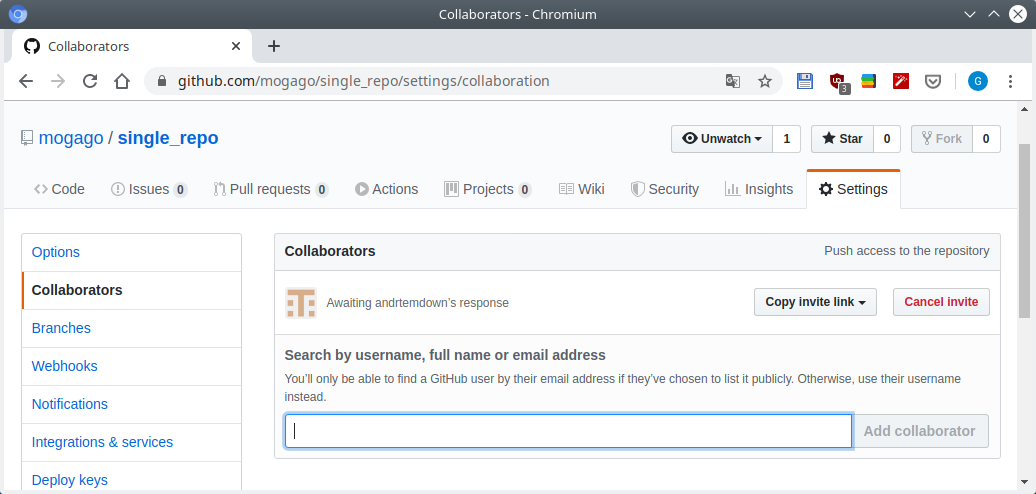 Collaborators - Chromium
Collaborators
github.com/mogago/single_repo/settings/collaboration
3
G
mogago / single_repo
Unwatch 1
Star 0
Fork 0
Code
Issues 0
Pull requests 0
Actions
Projects 0
Wiki
Security
Insights
Settings
Options
Collaborators
Branches
Webhooks
Notifications
Integrations & services
Deploy keys
Collaborators
Push access to the repository
Awaiting andrtemdown’s response
Copy invite link
Cancel invite
Search by username, full name or email address
You’ll only be able to find a GitHub user by their email address if they’ve chosen to list it publicly. Otherwise, use their username
instead.
Add collaborator